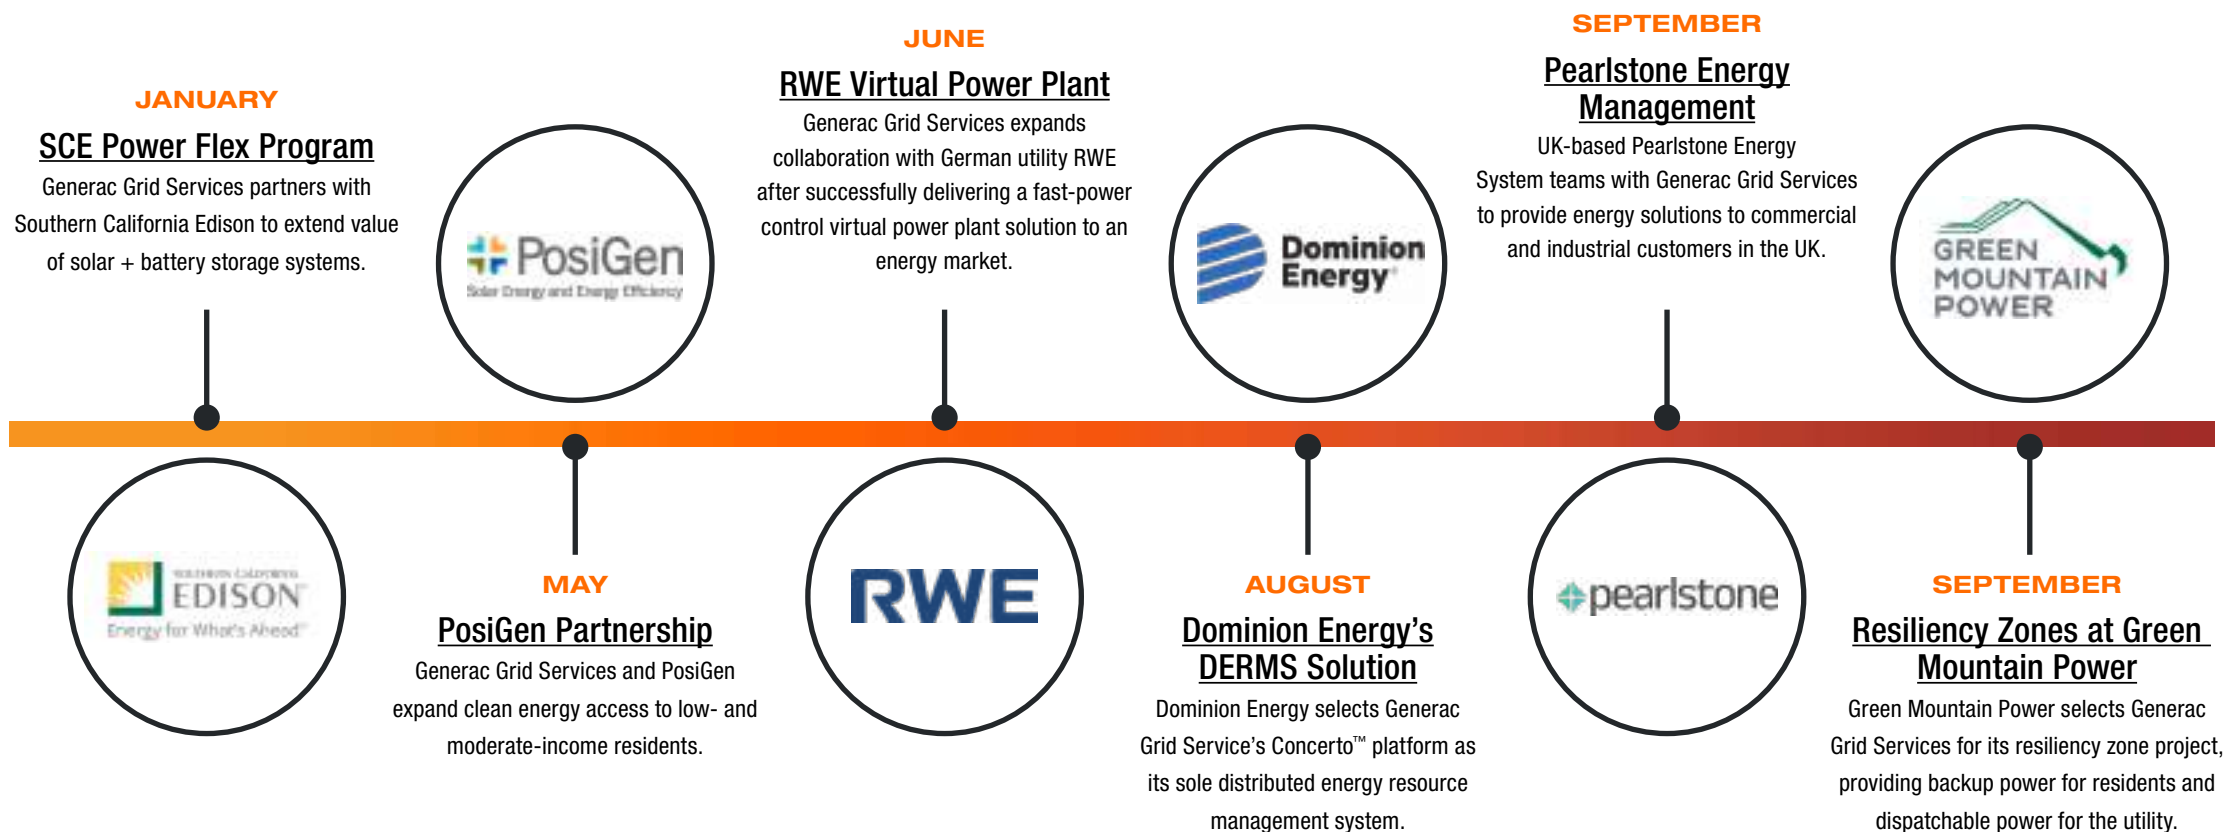 JANUARY
SCE Power Flex Program
Generac Grid Services partners with
Southern California Edison to extend value
of solar + battery storage systems.
SOUTHERN CALIFORNIA
EDISON
Energy for What's Ahead
PosiGen
Solar Energy and Energy Efficiency
MAY
PosiGen Partnership
Generac Grid Services and PosiGen
expand clean energy access to low- and
moderate-income residents.
JUNE
RWE Virtual Power Plant
Generac Grid Services expands
collaboration with German utility RWE
after successfully delivering a fast-power
control virtual power plant solution to an
energy market.
RWE
Dominion
Energy
AUGUST
Dominion Energy’s
DERMS Solution
Dominion Energy selects Generac
Grid Service’s Concerto™ platform as
its sole distributed energy resource
management system.
SEPTEMBER
Pearlstone Energy
Management
UK-based Pearlstone Energy
System teams with Generac Grid Services
to provide energy solutions to commercial
and industrial customers in the UK.
pearlstone
GREEN
MOUNTAIN
POWER
SEPTEMBER
Resiliency Zones at Green
Mountain Power
Green Mountain Power selects Generac
Grid Services for its resiliency zone project,
providing backup power for residents and
dispatchable power for the utility.